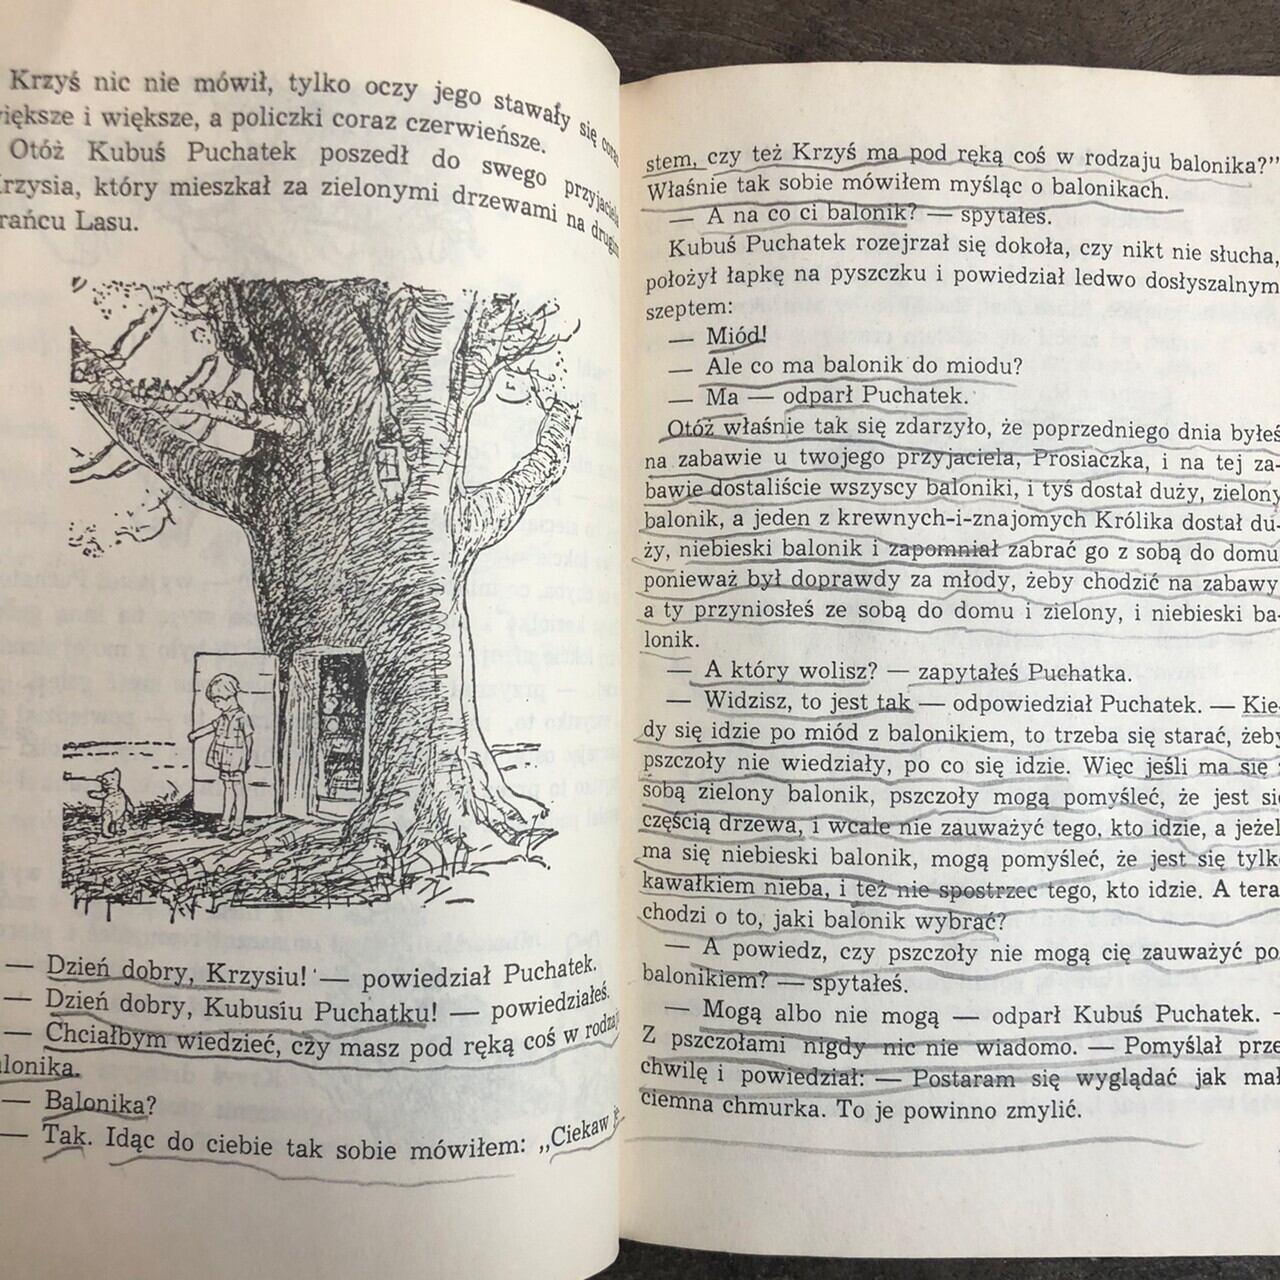 Krzyś nic nie mówił, tylko oczy jego stawały się coraz
iększe i większe, a policzki coraz czerwieńsze.
Otóż Kubuś Puchatek poszedł do swego przyjaciela
rzysia, który mieszkał za zielonymi drzewami na drugim
rańcu Lasu.
— Dzień dobry, Krzysiu! — powiedział Puchatek.
— Dzień dobry, Kubusiu Puchatku! — powiedziałeś.
— Chciałbym wiedzieć, czy masz pod ręką coś w rodzaju
alonika.
— Balonika?
— Tak. Idąc do ciebie tak sobie mówiłem: „Ciekaw je-
stem, czy też Krzyś ma pod ręką coś w rodzaju balonika?”
Właśnie tak sobie mówiłem myśląc o balonikach.
— A na co ci balonik? — spytałeś.
Kubuś Puchatek rozejrzał się dokoła, czy nikt nie słucha,
położył łapkę na pyszczku i powiedział ledwo dosłyszalnym
szeptem:
— Miód!
— Ale co ma balonik do miodu?
— Ma — odparł Puchatek.
Otóż właśnie tak się zdarzyło, że poprzedniego dnia byłeś
na zabawie u twojego przyjaciela, Prosiaczka, i na tej za-
bawie dostaliście wszyscy baloniki, i tyś dostał duży, zielony
balonik, a jeden z krewnych-i-znajomych Królika dostał du-
ży, niebieski balonik i zapomniał zabrać go z sobą do domu
ponieważ był doprawdy za młody, żeby chodzić na zabawy
a ty przyniosłeś ze sobą do domu i zielony, i niebieski ba-
lonik.
— A który wolisz? — zapytałeś Puchatka.
— Widzisz, to jest tak — odpowiedział Puchatek. — Kie-
dy się idzie po miód z balonikiem, to trzeba się starać, żeby
pszczoły nie wiedziały, po co się idzie. Więc jeśli ma się
sobą zielony balonik, pszczoły mogą pomyśleć, że jest się
częścią drzewa, i wcale nie zauważyć tego, kto idzie, a jeżel
ma się niebieski balonik, mogą pomyśleć, że jest się tylk
kawałkiem nieba, i też nie spostrzec tego, kto idzie. A tera
chodzi o to, jaki balonik wybrać?
— A powiedz, czy pszczoły nie mogą cię zauważyć po
balonikiem? — spytałeś.
— Mogą albo nie mogą — odparł Kubuś Puchatek. —
Z pszczołami nigdy nic nie wiadomo. — Pomyślał prze
chwilę i powiedział: — Postaram się wyglądać jak mał
ciemna chmurka. To je powinno zmylić.